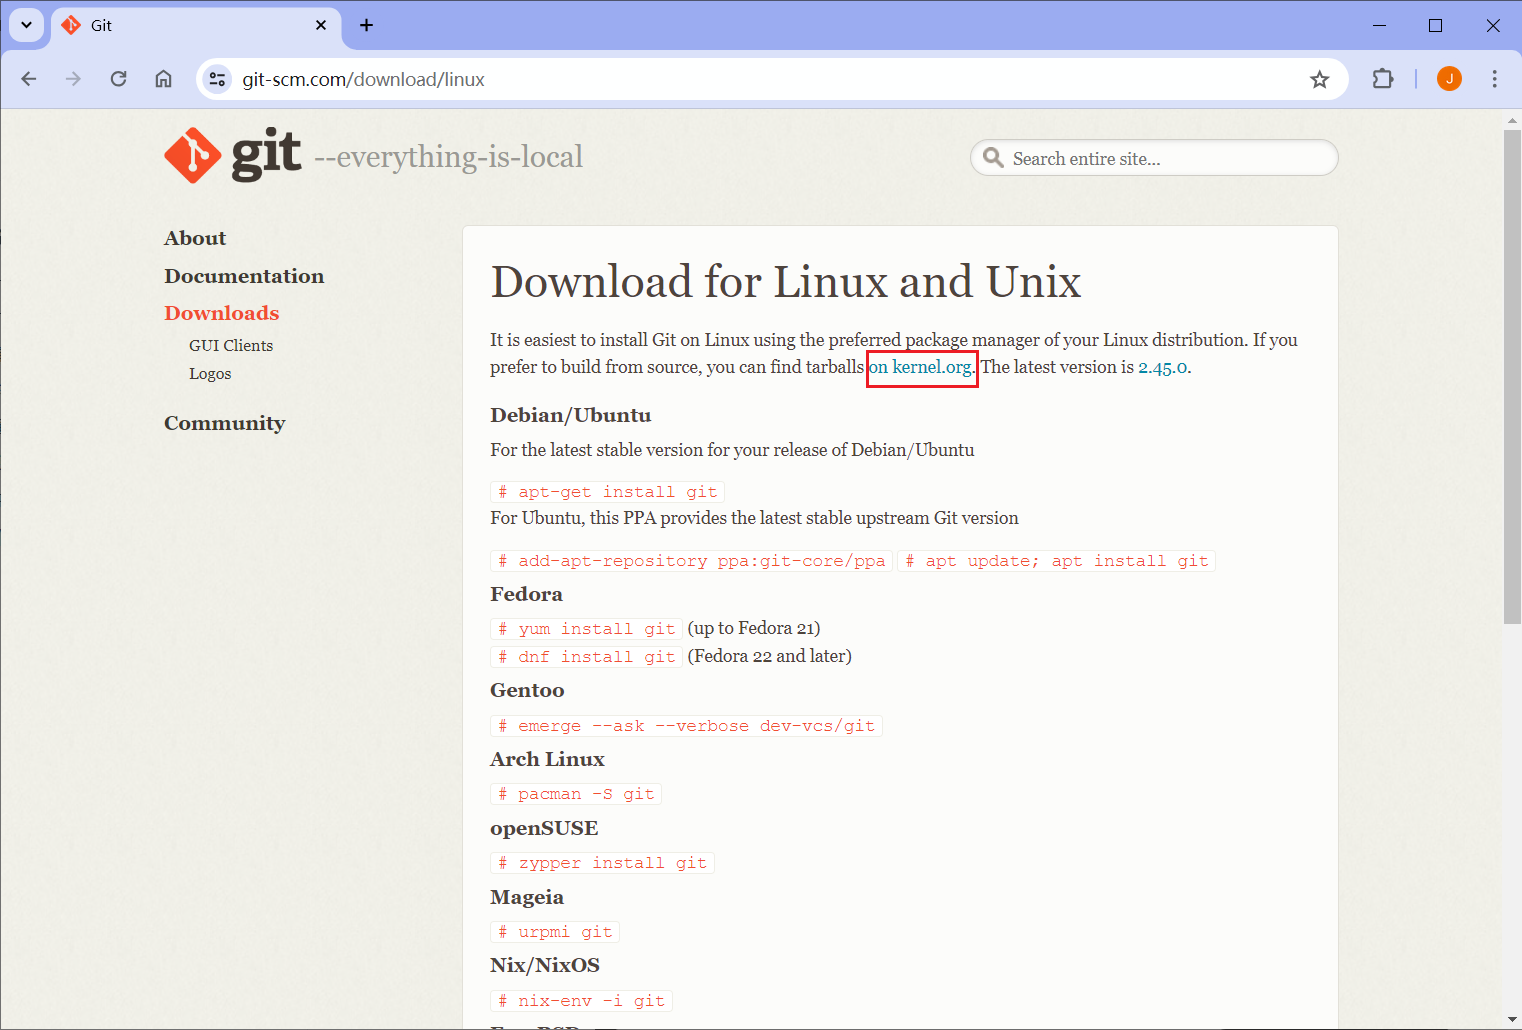 Git
git-scm.com/download/linux
J
git --everything-is-local
Search entire site...
About
Documentation
Downloads
GUI Clients
Logos
Community
Download for Linux and Unix
It is easiest to install Git on Linux using the preferred package manager of your Linux distribution. If you
prefer to build from source, you can find tarballs on kernel.org. The latest version is 2.45.0.
Debian/Ubuntu
For the latest stable version for your release of Debian/Ubuntu
# apt-get install git
For Ubuntu, this PPA provides the latest stable upstream Git version
# add-apt-repository ppa:git-core/ppa # apt update; apt install git
Fedora
# yum install git (up to Fedora 21)
# dnf install git (Fedora 22 and later)
Gentoo
# emerge --ask --verbose dev-vcs/git
Arch Linux
# pacman -S git
openSUSE
# zypper install git
Mageia
# urpmi git
Nix/NixOS
# nix-env -i git